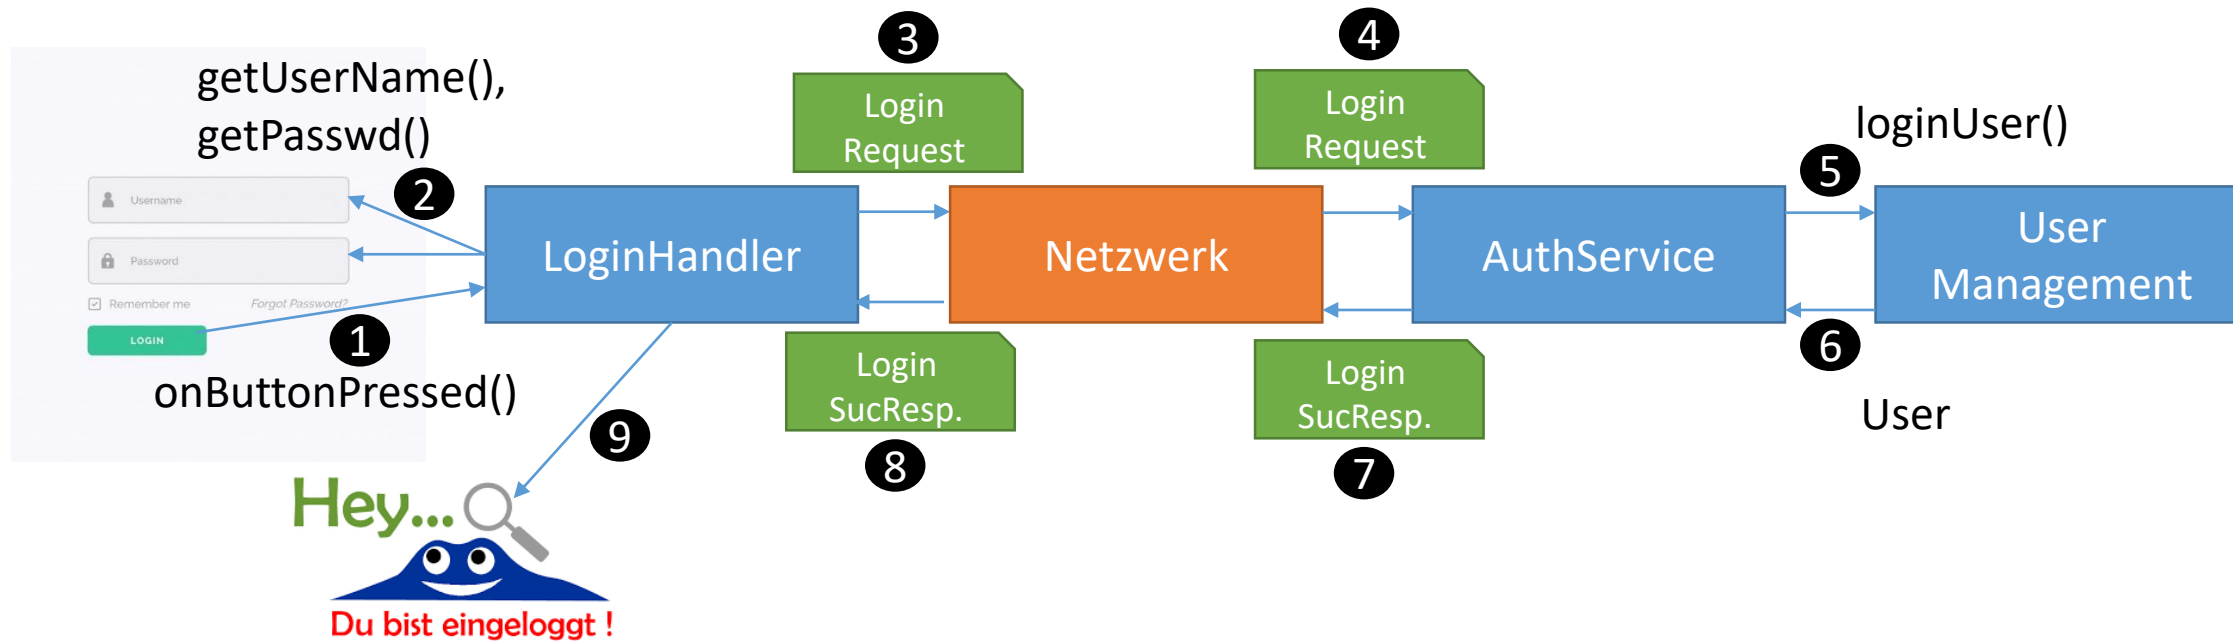 3
4
getUserName(),
getPasswd()
Login
Request
Login
Request
loginUser()
2
5
Username
Password
Remember me
Forgot Password?
LOGIN
1
onButtonPressed()
LoginHandler
Netzwerk
AuthService
User
Management
6
User
Login
SucResp.
8
Login
SucResp.
7
9
Hey...
Du bist eingeloggt !